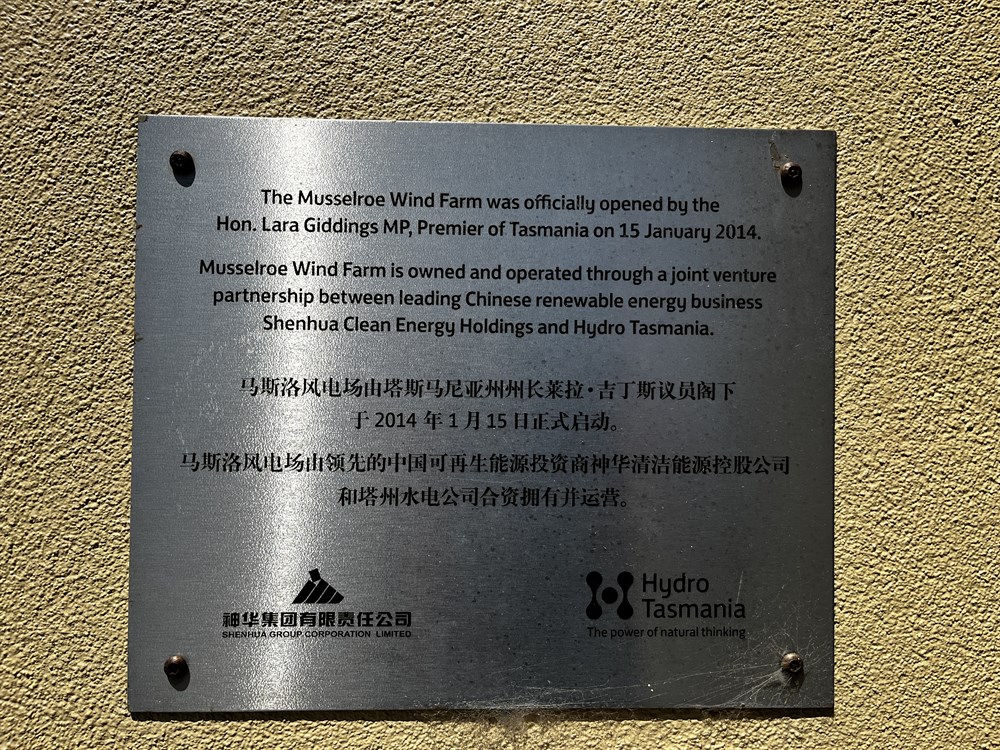 The Musselroe Wind Farm was officially opened by the
Hon. Lara Giddings MP, Premier of Tasmania on 15 January 2014.
Musselroe Wind Farm is owned and operated through a joint venture
partnership between leading Chinese renewable energy business
Shenhua Clean Energy Holdings and Hydro Tasmania.
马斯洛风电场由塔斯马尼亚州州长莱拉·吉丁斯议员阁下
于 2014 年 1 月 15 日正式启动。
马斯洛风电场由领先的中国可再生能源投资商神华清洁能源控股公司
和塔州水电公司合资拥有并运营。
神华集团有限责任公司
SHENHUA GROUP CORPORATION LIMITED
Hydro
Tasmania
The power of natural thinking